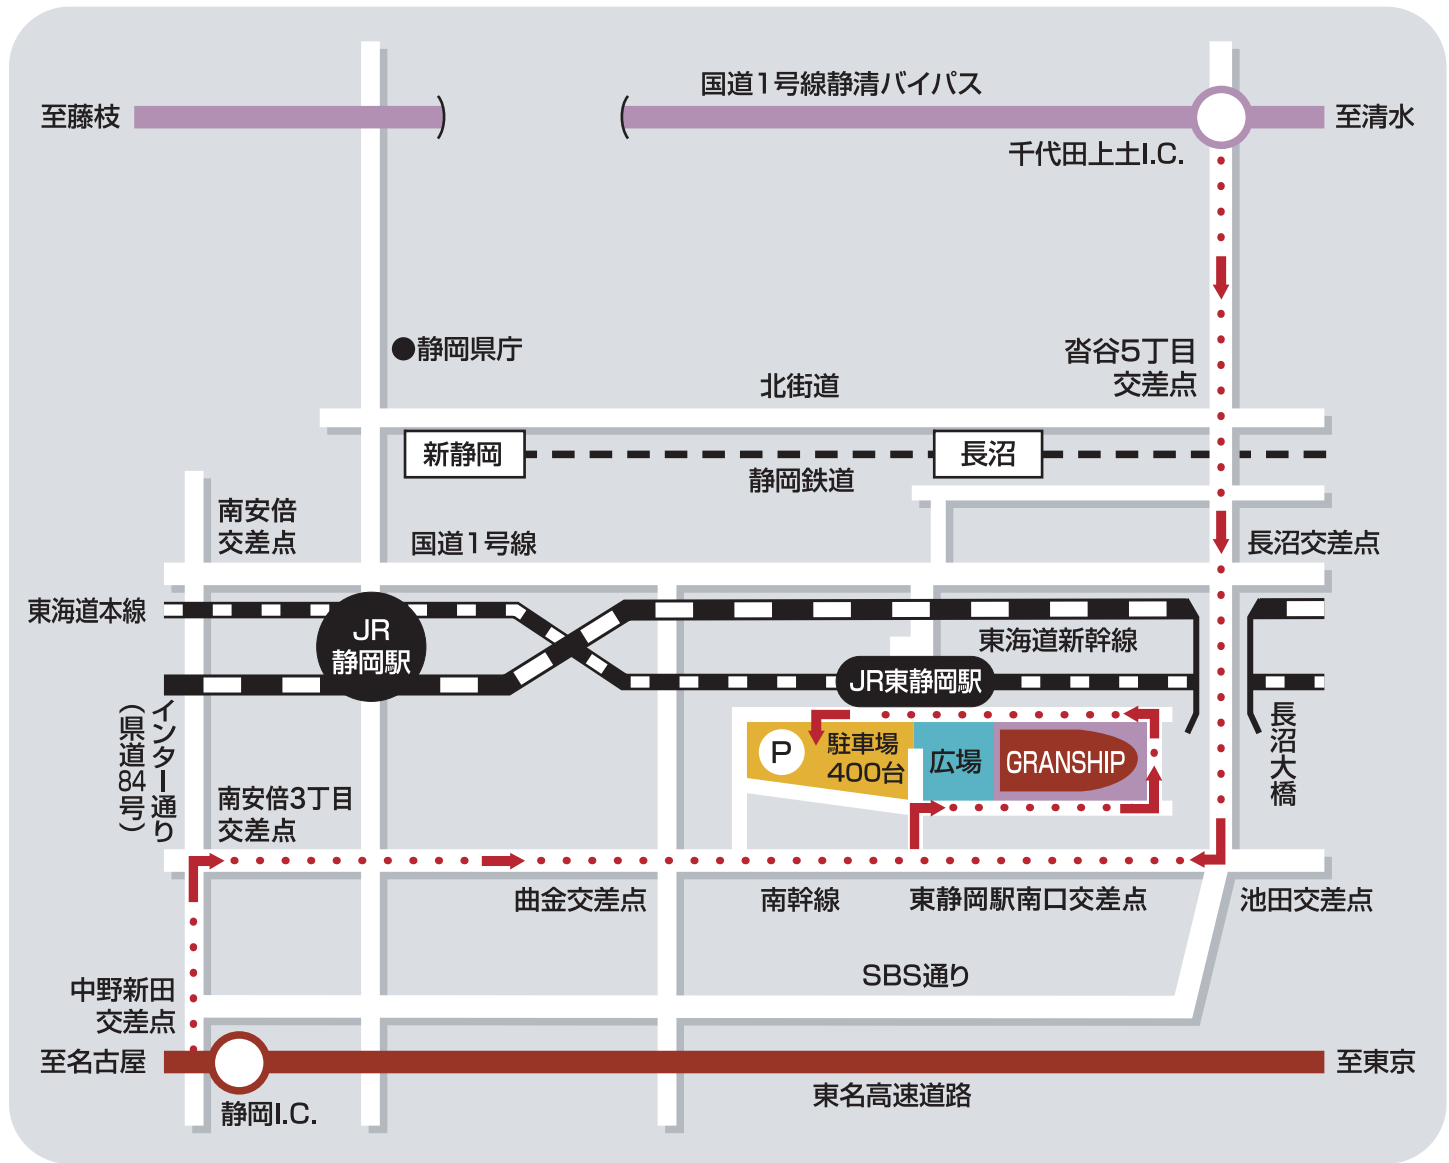 国道1号線静清バイパス
至藤枝
至清水
千代田上土I.C.
静岡県庁
沓谷5丁目
交差点
北街道
新静岡
長沼
静岡鉄道
南安倍
交差点
国道1号線
長沼交差点
東海道本線
JR
静岡駅
東海道新幹線
JR東静岡駅
インター通り
（県道84号）
長沼大橋
P
駐車場
400台
広場
GRANSHIP
南安倍3丁目
交差点
曲金交差点
南幹線
東静岡駅南口交差点
池田交差点
SBS通り
中野新田
交差点
至名古屋
至東京
東名高速道路
静岡I.C.